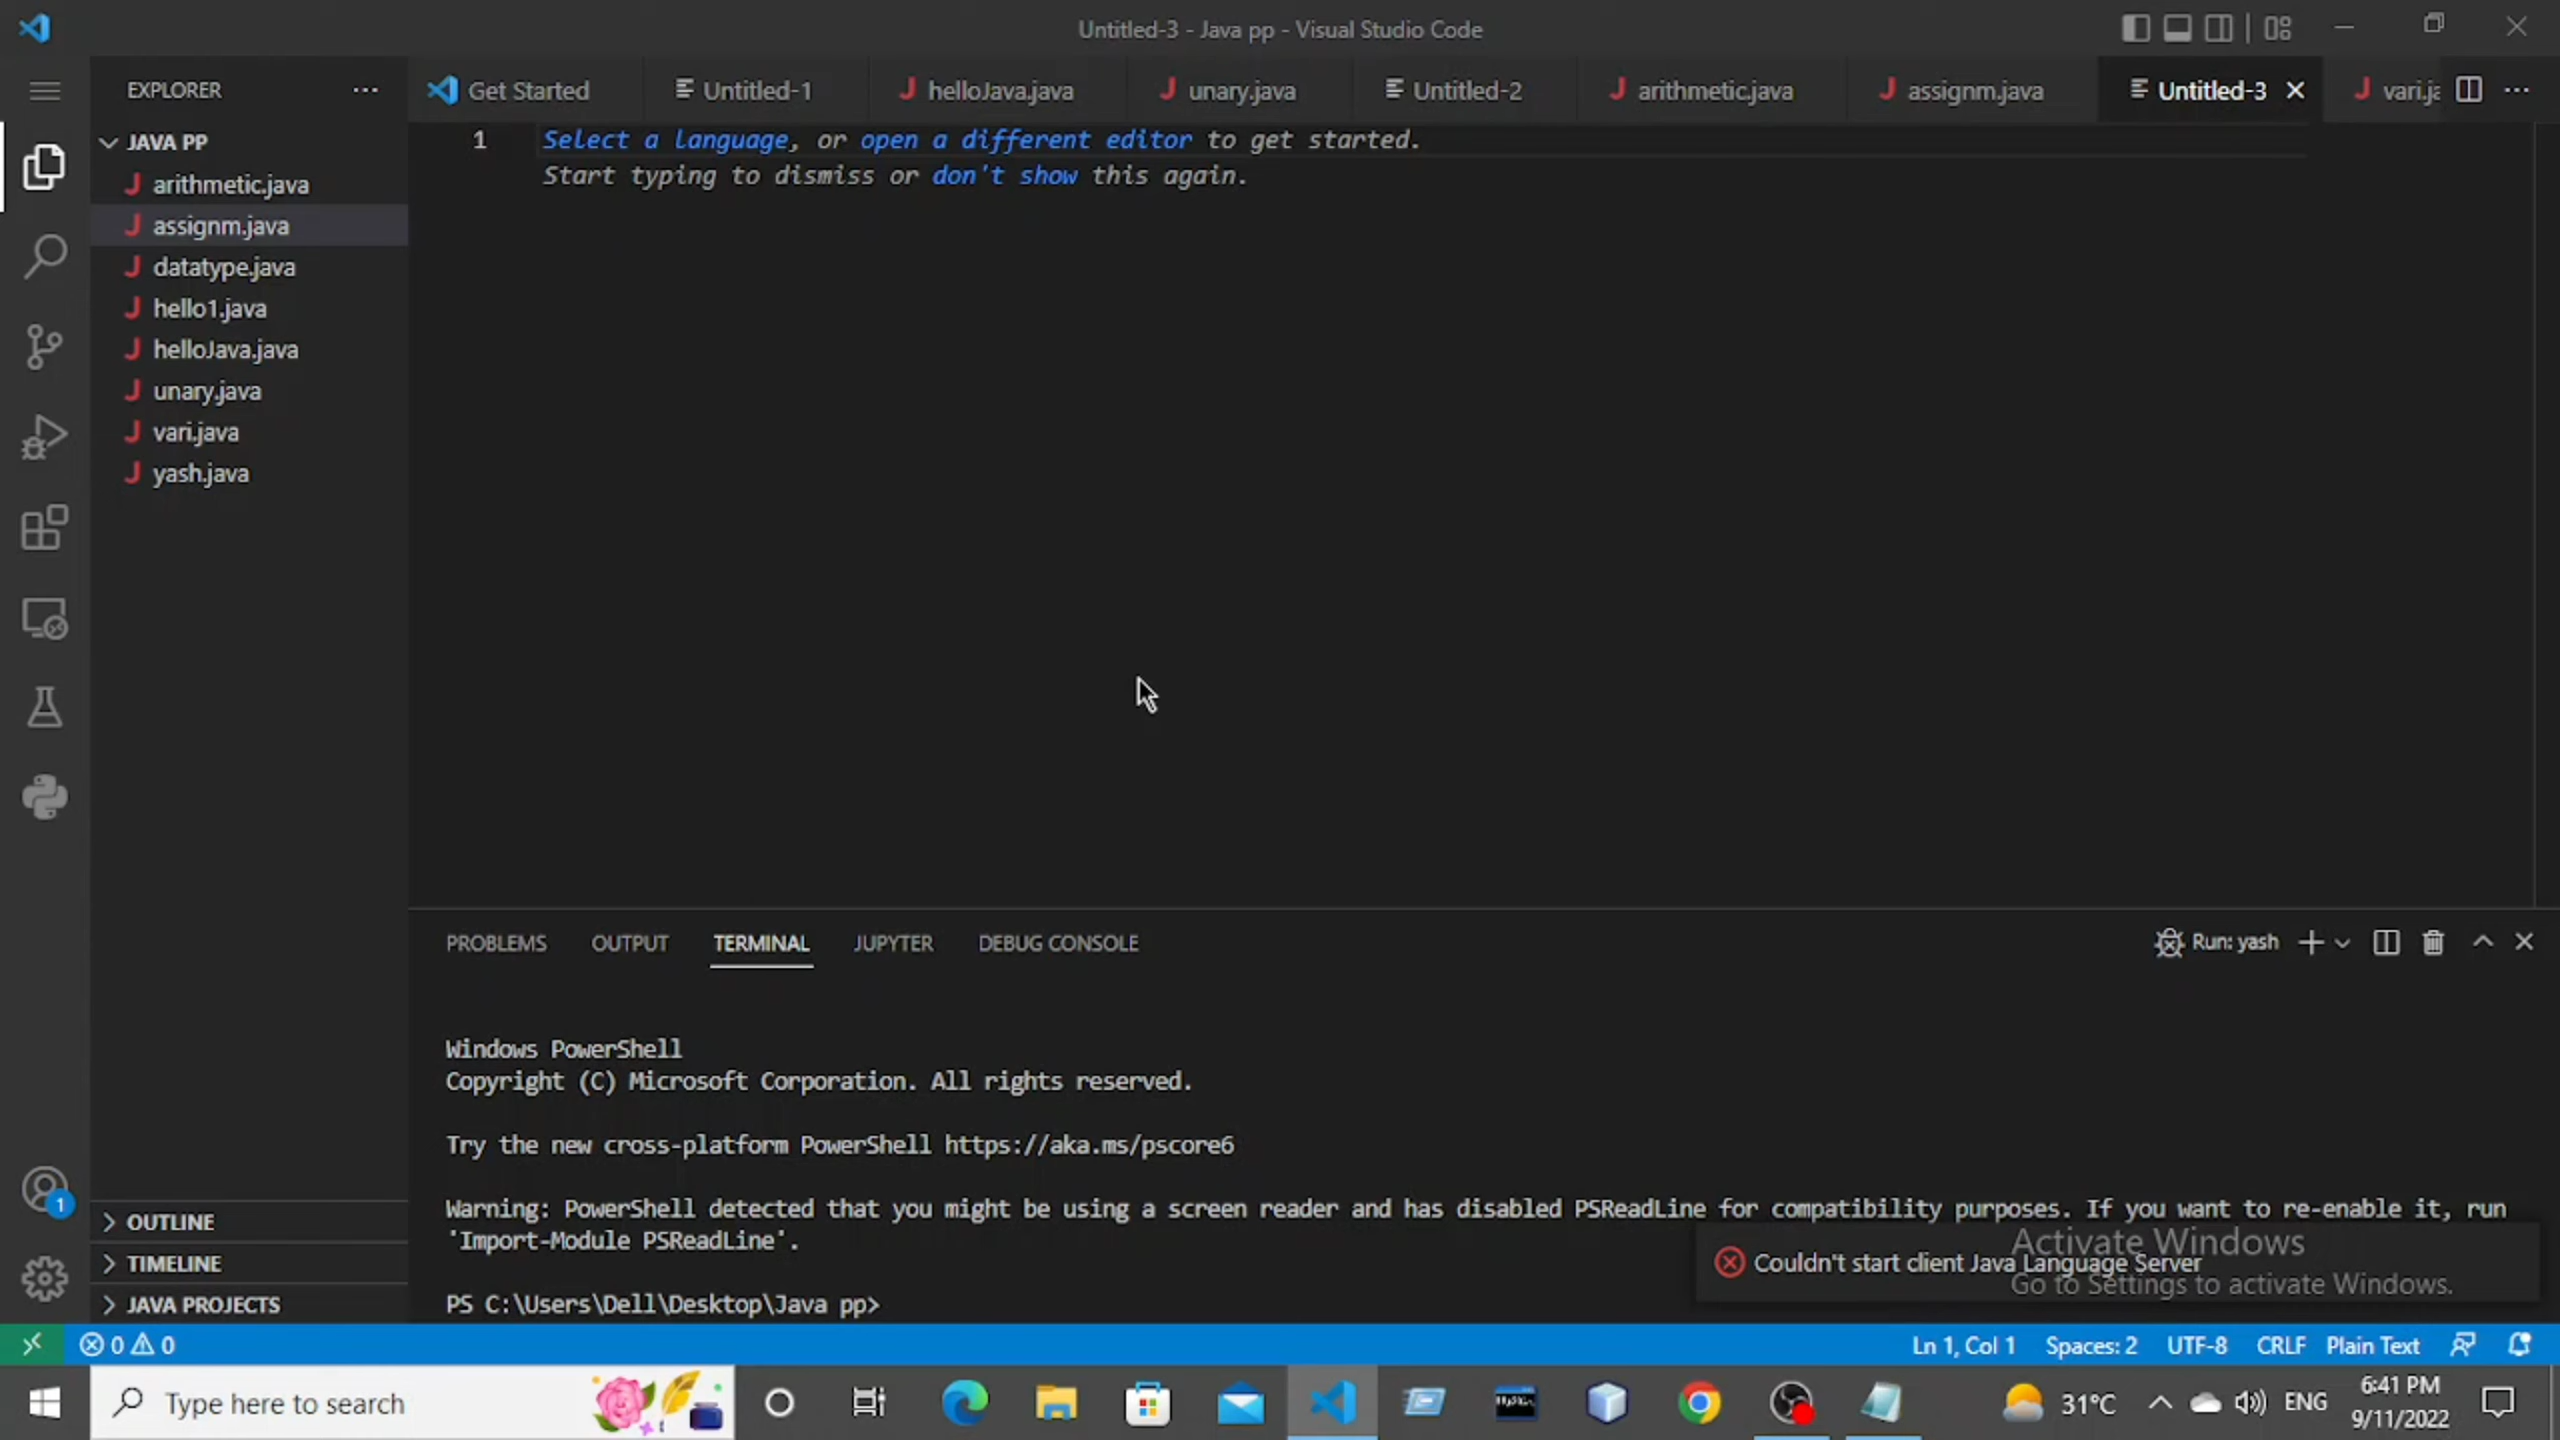 Untitled-3 - Java pp - Visual Studio Code
EXPLORER
Get Started
Untitled-1
helloJava.java
unary.java
Untitled-2
arithmetic.java
assignm.java
Untitled-3
vari.ja
JAVA PP
arithmetic.java
assignm.java
datatype.java
hello1.java
helloJava.java
unary.java
vari.java
yash.java
1 Select a language, or open a different editor to get started.
Start typing to dismiss or don't show this again.
PROBLEMS OUTPUT TERMINAL JUPYTER DEBUG CONSOLE
Run: yash
Windows PowerShell
Copyright (C) Microsoft Corporation. All rights reserved.
Try the new cross-platform PowerShell https://aka.ms/pscore6
Warning: PowerShell detected that you might be using a screen reader and has disabled PSReadLine for compatibility purposes. If you want to re-enable it, run
'Import-Module PSReadLine'.
PS C:\Users\Dell\Desktop\Java pp>
Activate Windows
Couldn't start client Java Language Server
Go to Settings to activate Windows.
1
OUTLINE
TIMELINE
JAVA PROJECTS
0 0
Ln 1, Col 1 Spaces: 2 UTF-8 CRLF Plain Text
Type here to search
31°C
ENG
6:41 PM
9/11/2022